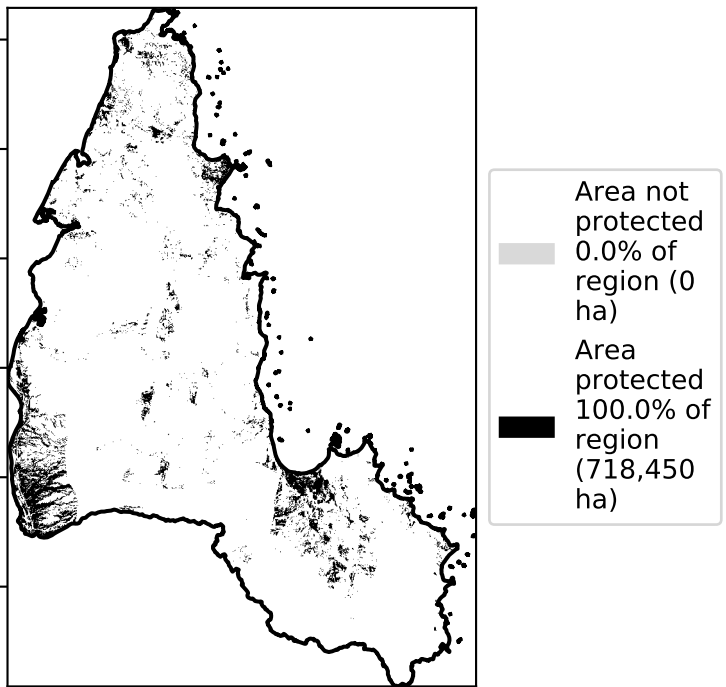 Area not
protected
0.0% of
region (0
ha)
Area
protected
100.0% of
region
(718,450
ha)